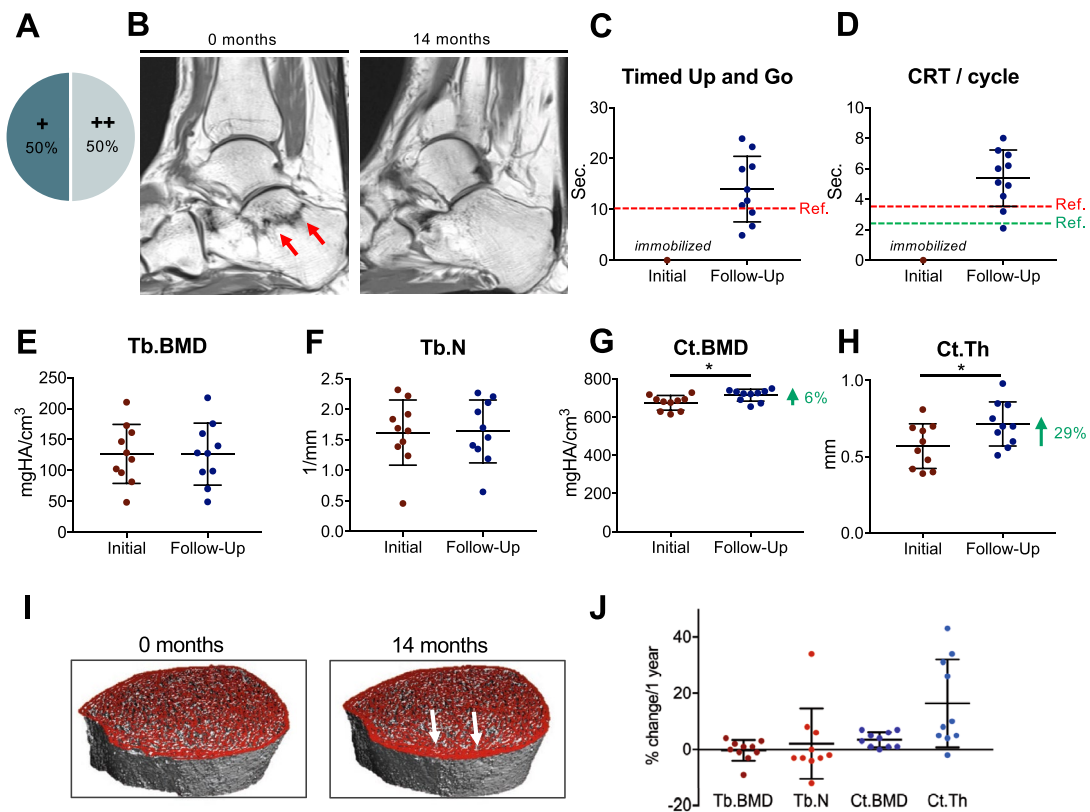 A
+
50%
++
50%
B
0 months
14 months
C
Timed Up and Go
Sec.
30
20
10
0
Ref.
immobilized
Initial
Follow-Up
D
CRT / cycle
Sec.
10
8
6
4
2
0
Ref.
Ref.
immobilized
Initial
Follow-Up
E
Tb.BMD
mgHA/cm³
250
200
150
100
50
0
Initial
Follow-Up
F
Tb.N
1/mm
2.5
2.0
1.5
1.0
0.5
0.0
Initial
Follow-Up
G
Ct.BMD
mgHA/cm³
800
600
400
200
0
*
6%
Initial
Follow-Up
H
Ct.Th
mm
1.0
0.5
0.0
*
29%
Initial
Follow-Up
I
0 months
14 months
J
% change/1 year
40
20
0
-20
Tb.BMD
Tb.N
Ct.BMD
Ct.Th